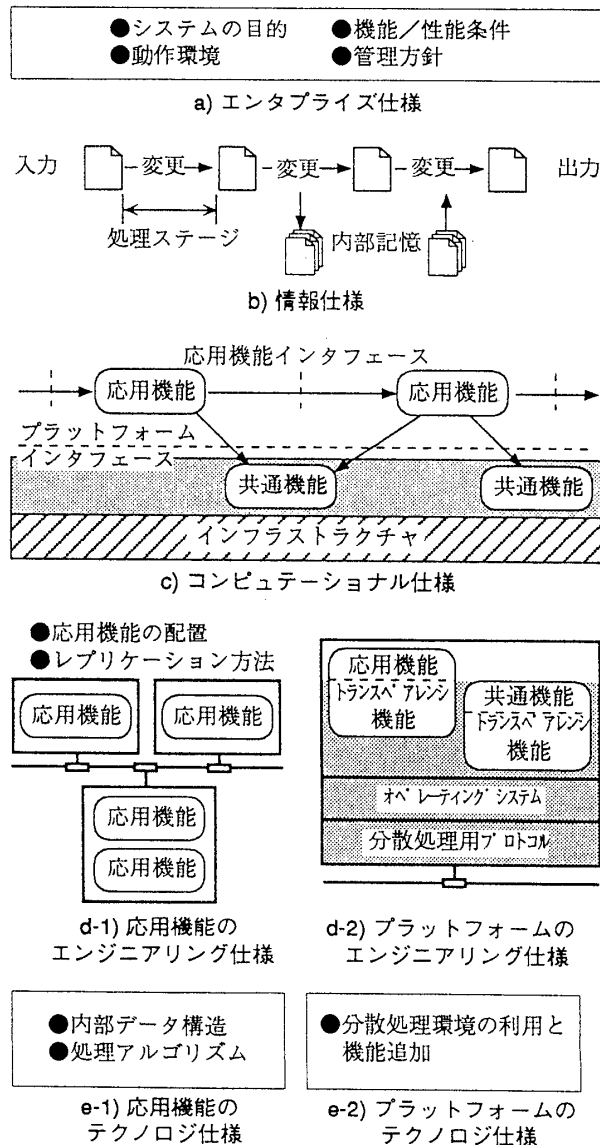 ●システムの目的 ●機能／性能条件
●動作環境 ●管理方針
a) エンタプライズ仕様
入力 変更 変更 変更 出力
処理ステージ 内部記憶
b) 情報仕様
応用機能インタフェース
応用機能 応用機能
プラットフォーム
インタフェース
共通機能 共通機能
インフラストラクチャ
c) コンピュテーショナル仕様
●応用機能の配置
●レプリケーション方法
応用機能 応用機能
応用機能
応用機能
d-1) 応用機能の
エンジニアリング仕様
応用機能
トランスペアレンシ
機能
共通機能
トランスペアレンシ
機能
オペレーティングシステム
分散処理用プロトコル
d-2) プラットフォームの
エンジニアリング仕様
●内部データ構造
●処理アルゴリズム
e-1) 応用機能の
テクノロジ仕様
●分散処理環境の利用と
機能追加
e-2) プラットフォームの
テクノロジ仕様